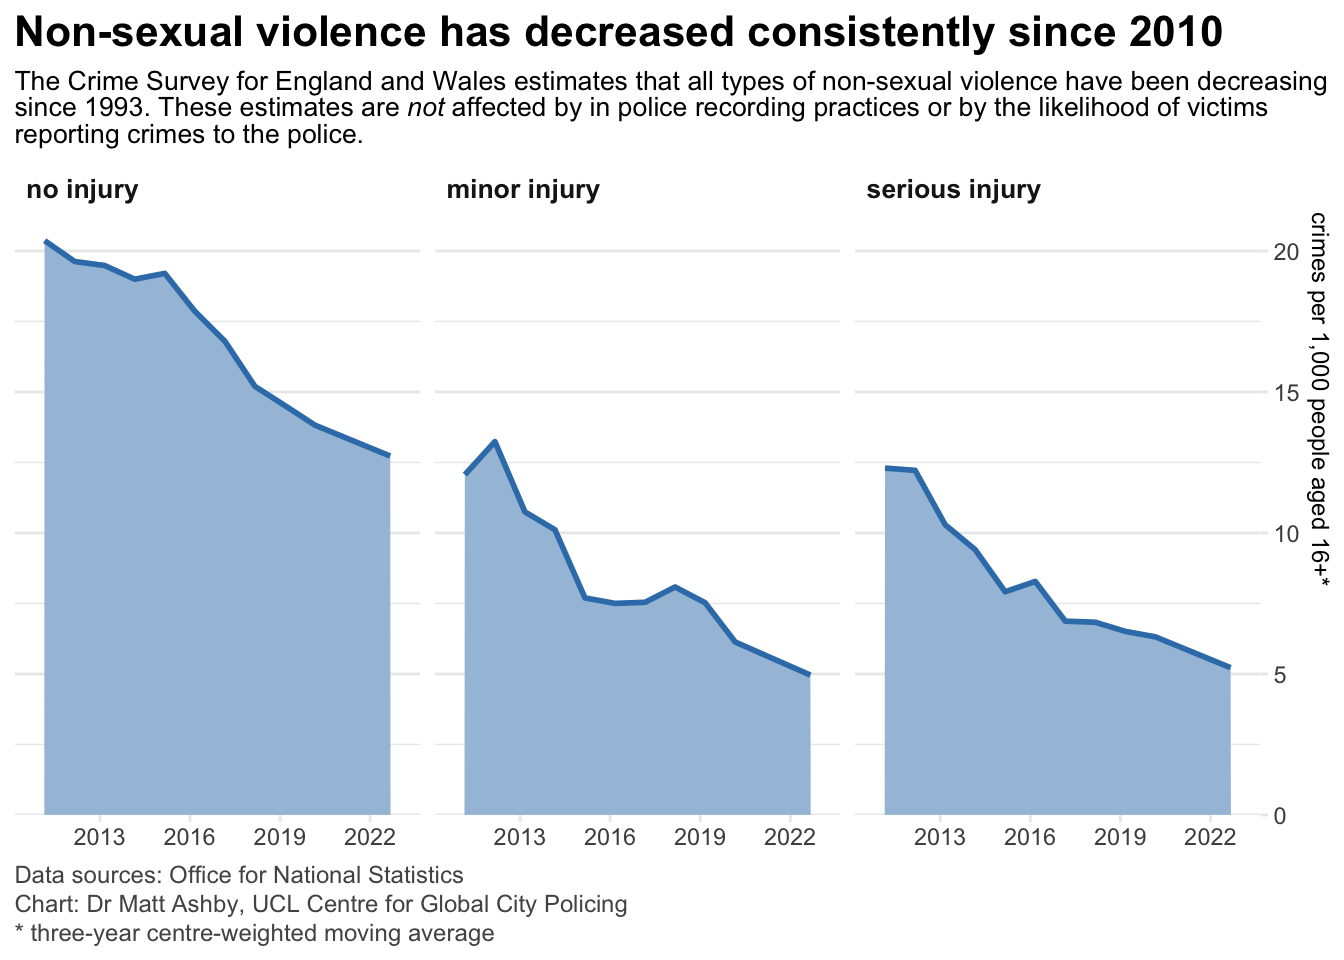 Non-sexual violence has decreased consistently since 2010
The Crime Survey for England and Wales estimates that all types of non-sexual violence have been decreasing
since 1993. These estimates are not affected by in police recording practices or by the likelihood of victims
reporting crimes to the police.
no injury
minor injury
serious injury
crimes per 1,000 people aged 16+*
20
15
10
5
0
2013 2016 2019 2022
2013 2016 2019 2022
2013 2016 2019 2022
Data sources: Office for National Statistics
Chart: Dr Matt Ashby, UCL Centre for Global City Policing
* three-year centre-weighted moving average